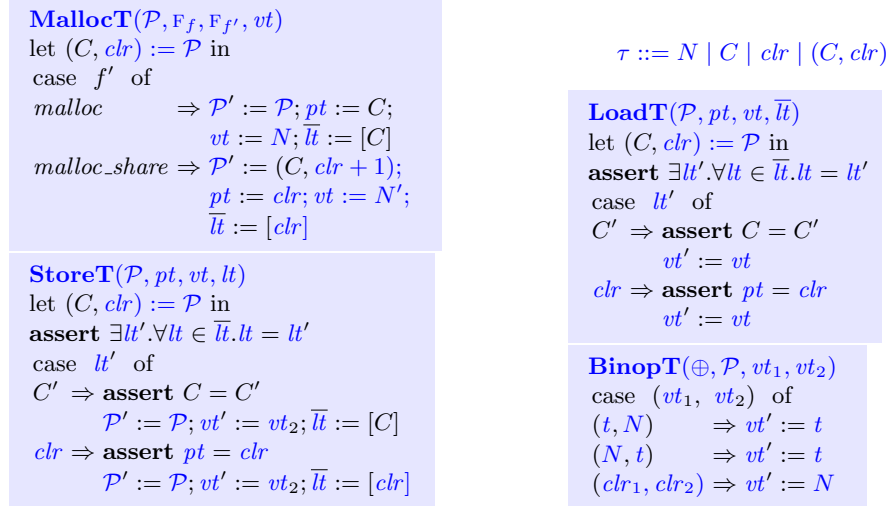 MallocT(𝒫, F_f, F_{f′}, vt)
let (C, clr) := 𝒫 in
case f′ of
malloc ⇒ 𝒫′ := 𝒫; pt := C;
vt := N; l̅t̅ := [C]
malloc_share ⇒ 𝒫′ := (C, clr + 1);
pt := clr; vt := N′;
l̅t̅ := [clr]
StoreT(𝒫, pt, vt, lt)
let (C, clr) := 𝒫 in
assert ∃lt′.∀lt ∈ l̅t̅.lt = lt′
case lt′ of
C′ ⇒ assert C = C′
𝒫′ := 𝒫; vt′ := vt₂; l̅t̅ := [C]
clr ⇒ assert pt = clr
𝒫′ := 𝒫; vt′ := vt₂; l̅t̅ := [clr]
τ ::= N | C | clr | (C, clr)
LoadT(𝒫, pt, vt, l̅t̅)
let (C, clr) := 𝒫 in
assert ∃lt′.∀lt ∈ l̅t̅.lt = lt′
case lt′ of
C′ ⇒ assert C = C′
vt′ := vt
clr ⇒ assert pt = clr
vt′ := vt
BinopT(⊕, 𝒫, vt₁, vt₂)
case (vt₁, vt₂) of
(t, N) ⇒ vt′ := t
(N, t) ⇒ vt′ := t
(clr₁, clr₂) ⇒ vt′ := N